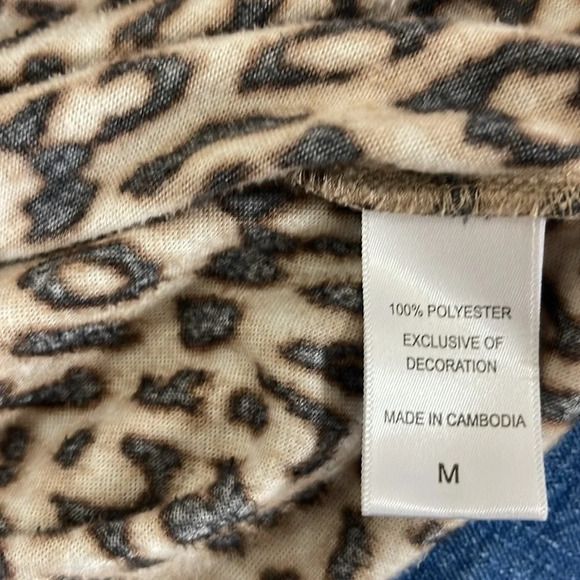 100% POLYESTER
EXCLUSIVE OF
DECORATION
MADE IN CAMBODIA
M